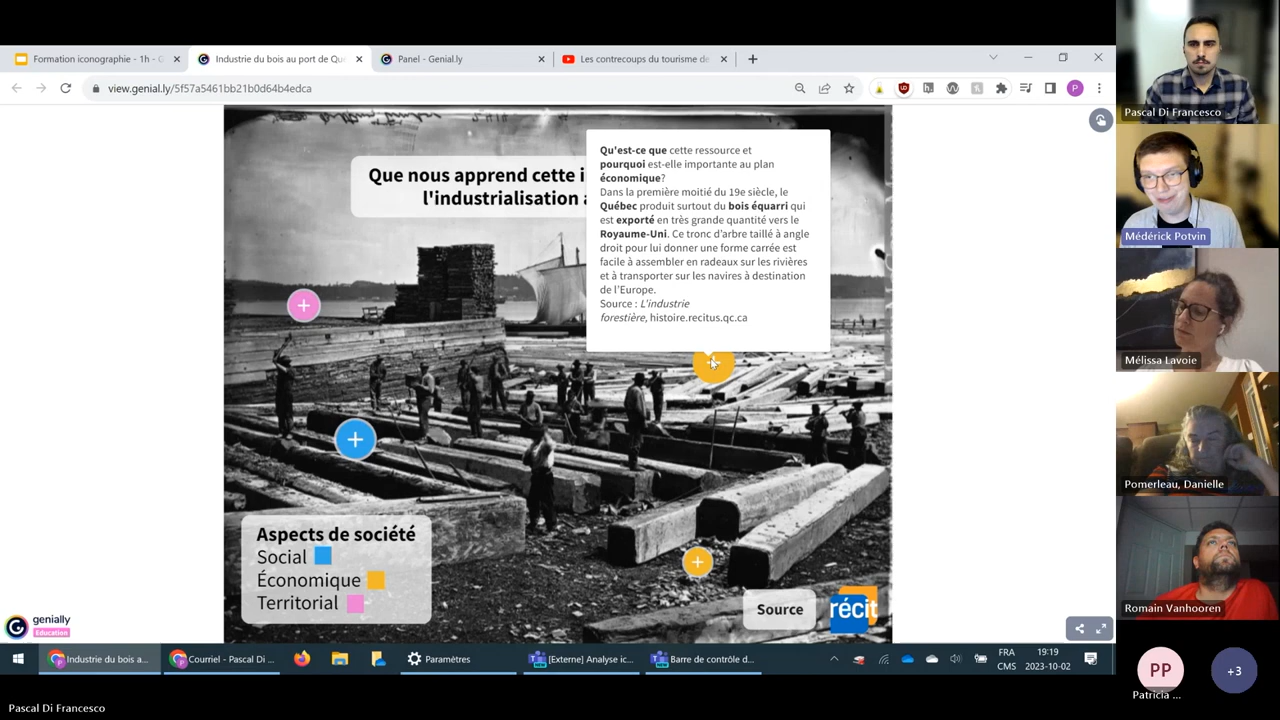 Formation iconographie - 1h - G
Industrie du bois au port de Qué
Panel - Genial.ly
Les contrecoups du tourisme de
view.genial.ly/5f57a5461bb21b0d64b4edca
P
Que nous apprend cette i
l'industrialisation a
Qu'est-ce que cette ressource et
pourquoi est-elle importante au plan
économique?
Dans la première moitié du 19e siècle, le
Québec produit surtout du bois équarri qui
est exporté en très grande quantité vers le
Royaume-Uni. Ce tronc d'arbre taillé à angle
droit pour lui donner une forme carrée est
facile à assembler en radeaux sur les rivières
et à transporter sur les navires à destination
de l'Europe.
Source : L'industrie
forestière, histoire.recitus.qc.ca
Aspects de société
Social
Économique
Territorial
Source
récit
genially
Education
Industrie du bois a...
Courriel - Pascal Di ...
Paramètres
[Externe] Analyse ic...
Barre de contrôle d...
FRA
CMS
19:19
2023-10-02
Pascal Di Francesco
Pascal Di Francesco
Médérick Potvin
Mélissa Lavoie
Pomerleau, Danielle
Romain Vanhooren
PP
Patricia ...
+3